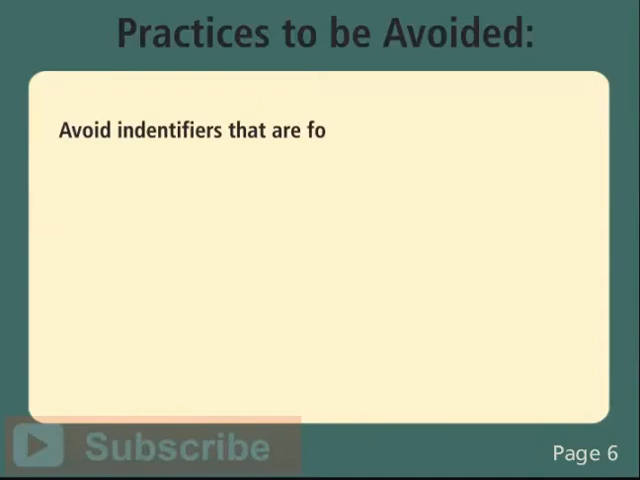 Practices to be Avoided:
Avoid indentifiers that are fo
Subscribe
Page 6